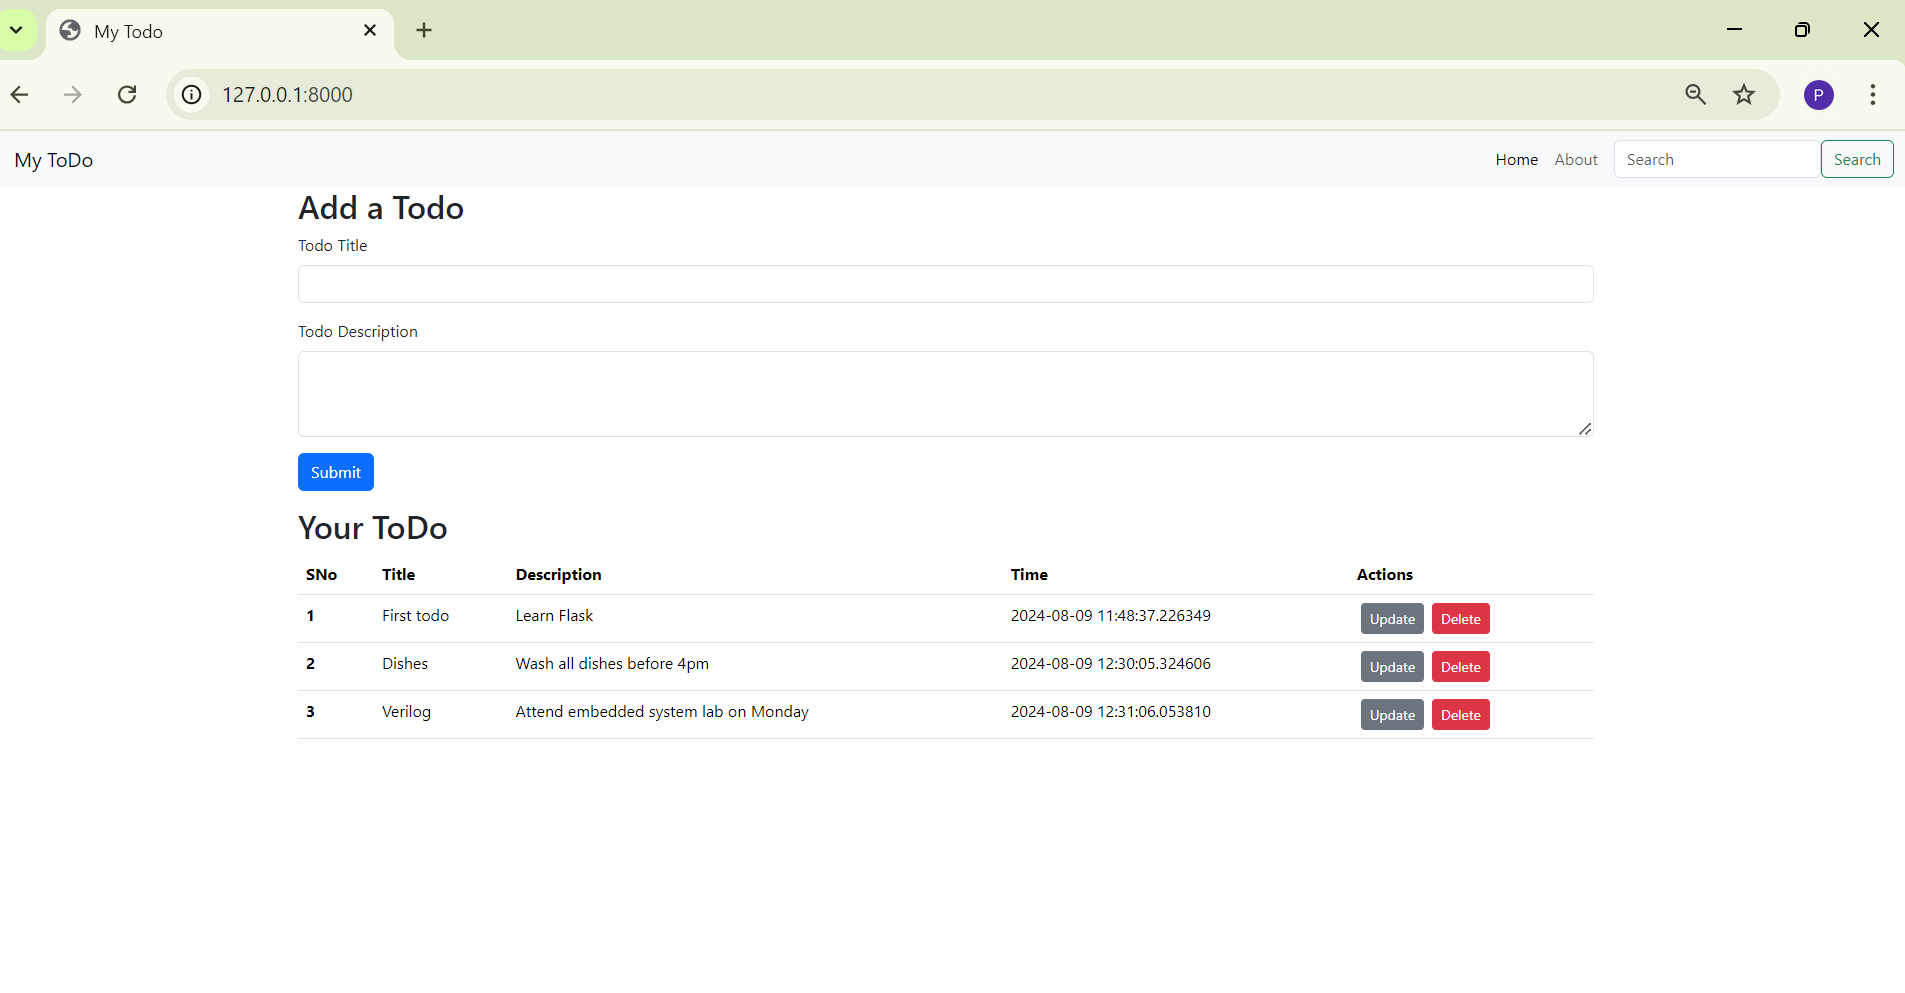 My Todo
127.0.0.1:8000
P
My ToDo
Home About Search Search
Add a Todo
Todo Title
Todo Description
Submit
Your ToDo
SNo Title Description Time Actions
1 First todo Learn Flask 2024-08-09 11:48:37.226349 Update Delete
2 Dishes Wash all dishes before 4pm 2024-08-09 12:30:05.324606 Update Delete
3 Verilog Attend embedded system lab on Monday 2024-08-09 12:31:06.053810 Update Delete